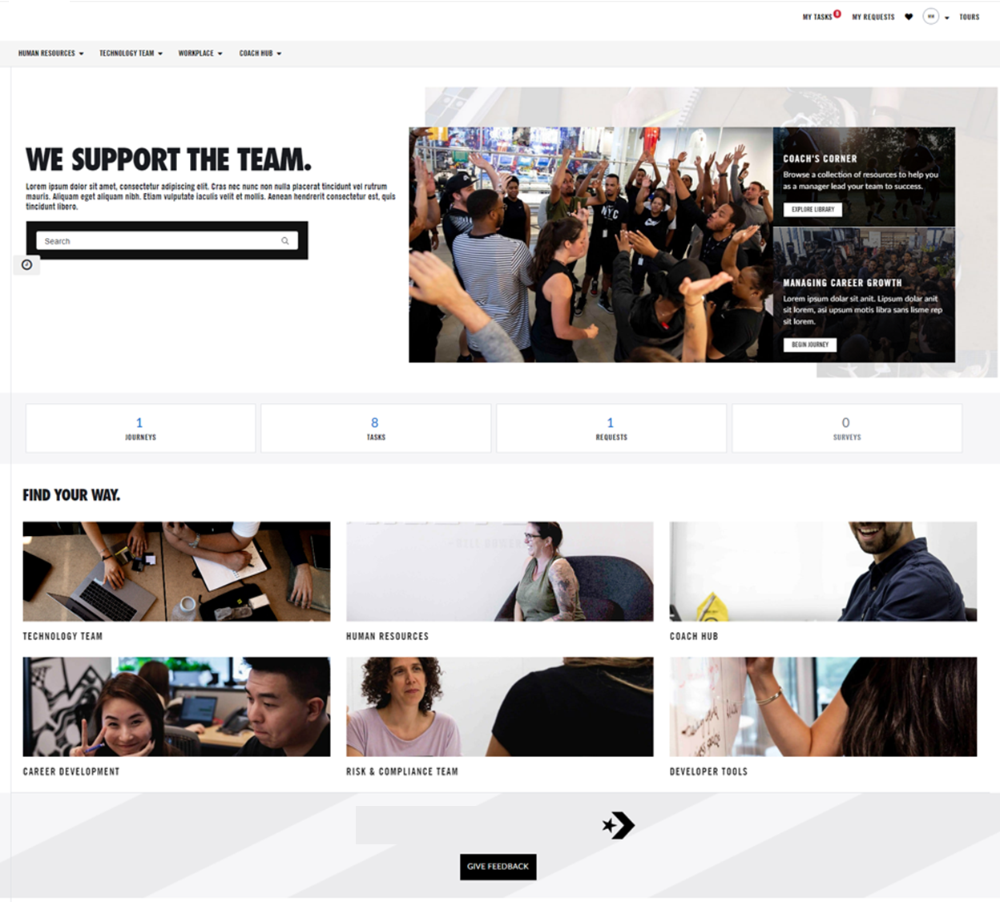 MY TASKS 8 MY REQUESTS TOURS
HUMAN RESOURCES TECHNOLOGY TEAM WORKPLACE COACH HUB
WE SUPPORT THE TEAM.
Lorem ipsum dolor sit amet, consectetur adipiscing elit. Cras nec nunc non nulla placerat tincidunt vel rutrum
mauris. Aliquam eget aliquam nibh. Etiam vulputate iaculis velit et mollis. Aenean hendrerit consectetur est, quis
tincidunt libero.
Search
NYC
COACH'S CORNER
Browse a collection of resources to help you
as a manager lead your team to success.
EXPLORE LIBRARY
MANAGING CAREER GROWTH
Lorem ipsum dolar sit anit. Lipsum dolar anit
sit lorem, asi upsum motis libra sans lisme rep
sit lorem.
BEGIN JOURNEY
1
JOURNEYS
8
TASKS
1
REQUESTS
0
SURVEYS
FIND YOUR WAY.
TECHNOLOGY TEAM
HUMAN RESOURCES
COACH HUB
CAREER DEVELOPMENT
RISK & COMPLIANCE TEAM
DEVELOPER TOOLS
GIVE FEEDBACK